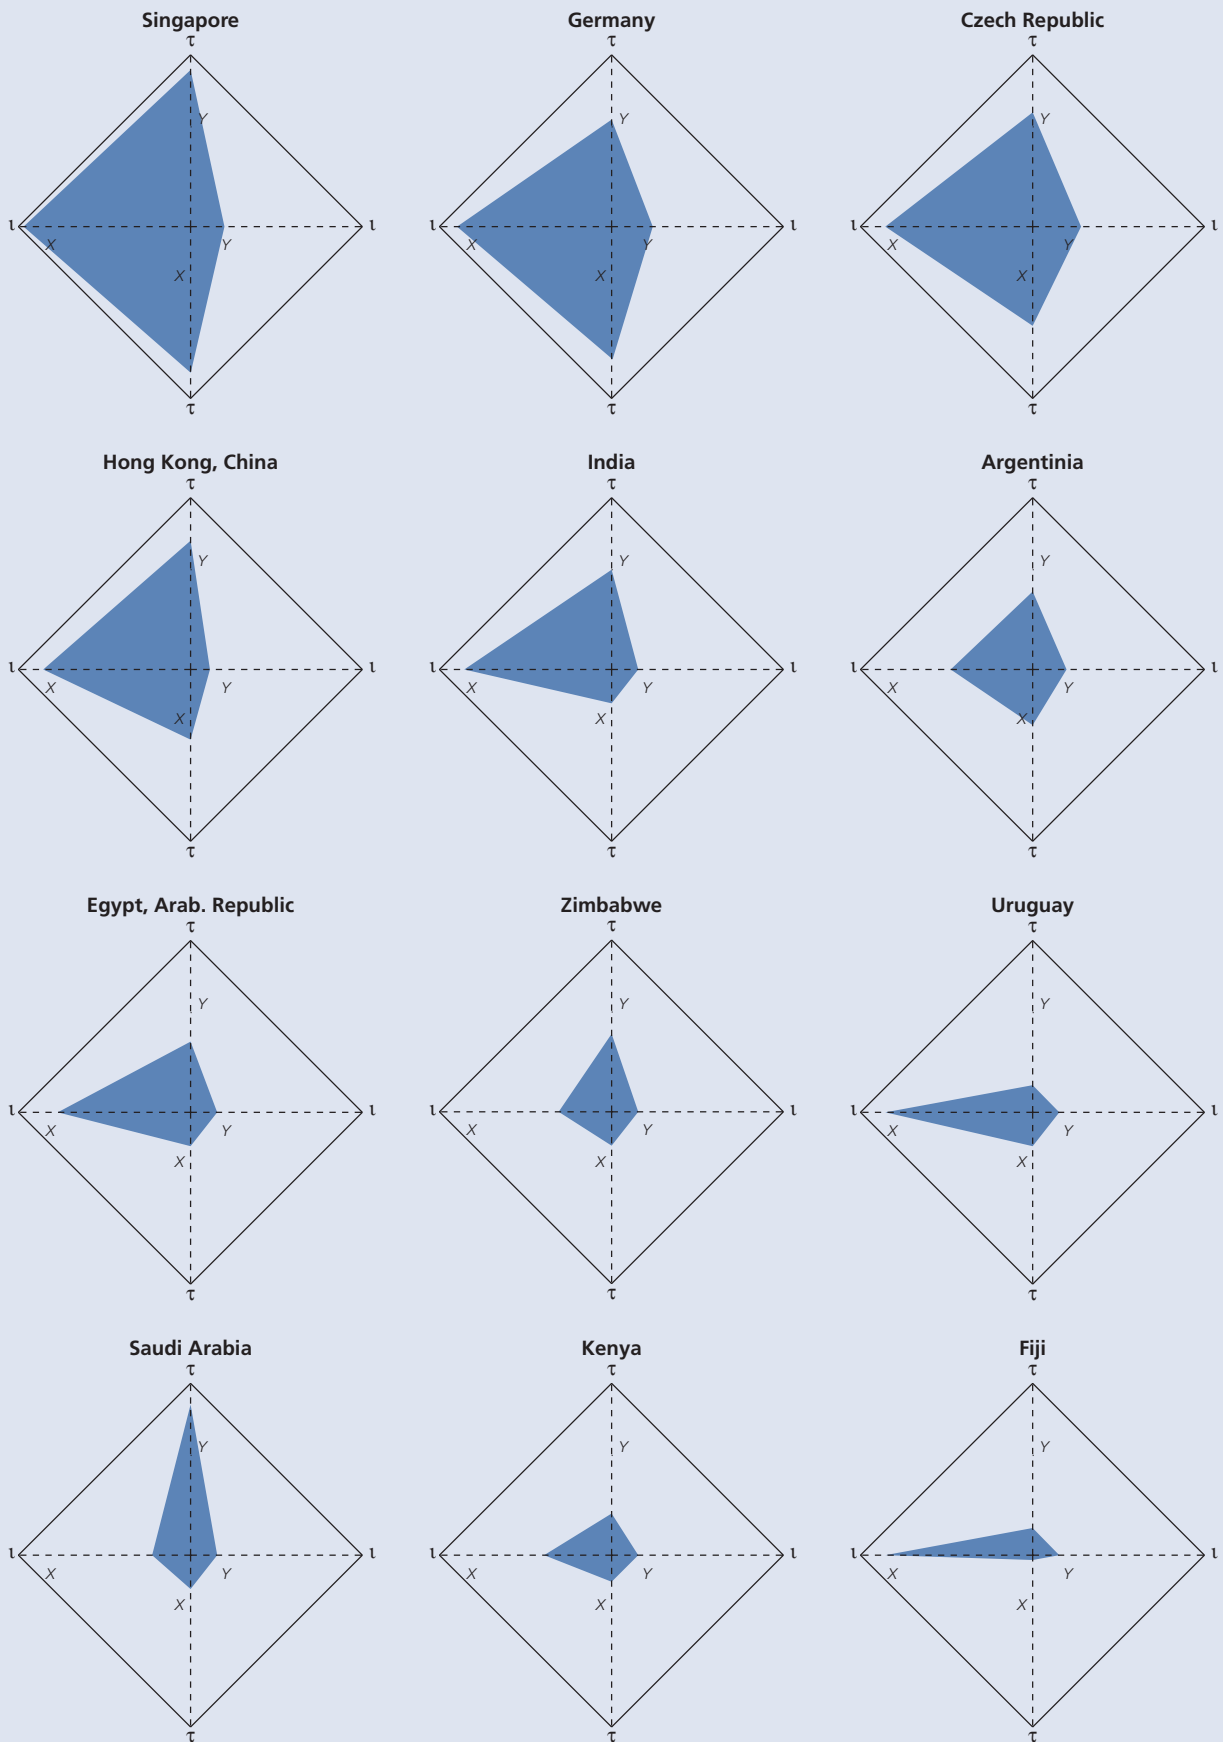 Singapore Germany Czech Republic
τ τ τ
Y Y Y
ι ι ι ι ι ι
X Y X Y X Y
X X X
τ τ τ
Hong Kong, China India Argentinia
τ τ τ
Y Y Y
ι ι ι ι ι ι
X Y X Y X Y
X X X
τ τ τ
Egypt, Arab. Republic Zimbabwe Uruguay
τ τ τ
Y Y Y
ι ι ι ι ι ι
X Y X Y X Y
X X X
τ τ τ
Saudi Arabia Kenya Fiji
τ τ τ
Y Y Y
ι ι ι ι ι ι
X Y X Y X Y
X X X
τ τ τ